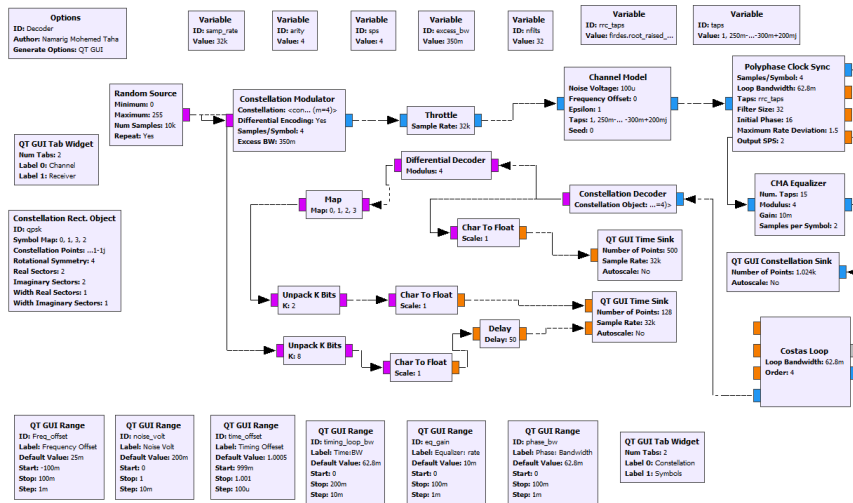 Options
ID: Decoder
Author: Namarig Mohemed Taha
Generate Options: QT GUI
Variable
ID: samp_rate
Value: 32k
Variable
ID: arity
Value: 4
Variable
ID: sps
Value: 4
Variable
ID: excess_bw
Value: 350m
Variable
ID: nfilts
Value: 32
Variable
ID: rrc_taps
Value: firdes.root_raised_...
Variable
ID: taps
Value: 1, 250m-...-300m+200mj
Random Source
Minimum: 0
Maximum: 255
Num Samples: 10k
Repeat: Yes
Constellation Modulator
Constellation: <con... (m=4)>
Differential Encoding: Yes
Samples/Symbol: 4
Excess BW: 350m
Throttle
Sample Rate: 32k
Channel Model
Noise Voltage: 100u
Frequency Offset: 0
Epsilon: 1
Taps: 1, 250m-... -300m+200mj
Seed: 0
Polyphase Clock Sync
Samples/Symbol: 4
Loop Bandwidth: 62.8m
Taps: rrc_taps
Filter Size: 32
Initial Phase: 16
Maximum Rate Deviation: 1.5
Output SPS: 2
QT GUI Tab Widget
Num Tabs: 2
Label 0: Channel
Label 1: Receiver
Differential Decoder
Modulus: 4
Map
Map: 0, 1, 2, 3
Constellation Decoder
Constellation Object: ...=4)>
CMA Equalizer
Num. Taps: 15
Modulus: 4
Gain: 10m
Samples per Symbol: 2
Constellation Rect. Object
ID: qpsk
Symbol Map: 0, 1, 3, 2
Constellation Points: ...1-1j
Rotational Symmetry: 4
Real Sectors: 2
Imaginary Sectors: 2
Width Real Sectors: 1
Width Imaginary Sectors: 1
Char To Float
Scale: 1
QT GUI Time Sink
Number of Points: 500
Sample Rate: 32k
Autoscale: No
QT GUI Constellation Sink
Number of Points: 1.024k
Autoscale: No
Unpack K Bits
K: 2
Char To Float
Scale: 1
QT GUI Time Sink
Number of Points: 128
Sample Rate: 32k
Autoscale: No
Delay
Delay: 50
Unpack K Bits
K: 8
Char To Float
Scale: 1
Costas Loop
Loop Bandwidth: 62.8m
Order: 4
QT GUI Range
ID: Freq_offset
Label: Frequency Offset
Default Value: 25m
Start: -100m
Stop: 100m
Step: 1m
QT GUI Range
ID: noise_volt
Label: Noise Volt
Default Value: 200m
Start: 0
Stop: 1
Step: 10m
QT GUI Range
ID: time_offset
Label: Timing Offeset
Default Value: 1.0005
Start: 999m
Stop: 1.001
Step: 100u
QT GUI Range
ID: timing_loop_bw
Label: Time:BW
Default Value: 62.8m
Start: 0
Stop: 200m
Step: 10m
QT GUI Range
ID: eq_gain
Label: Equalizer: rate
Default Value: 10m
Start: 0
Stop: 100m
Step: 1m
QT GUI Range
ID: phase_bw
Label: Phase: Bandwidth
Default Value: 62.8m
Start: 0
Stop: 100m
Step: 1m
QT GUI Tab Widget
Num Tabs: 2
Label 0: Constellation
Label 1: Symbols